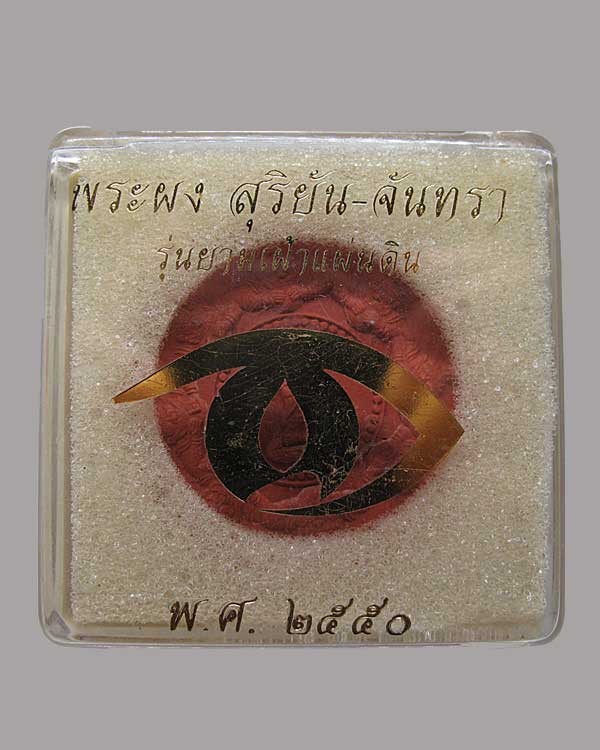 พระผง สุริยัน-จันทรา
รุ่นยามเฝ้าแผ่นดิน
พ.ศ. ๒๕๕๐